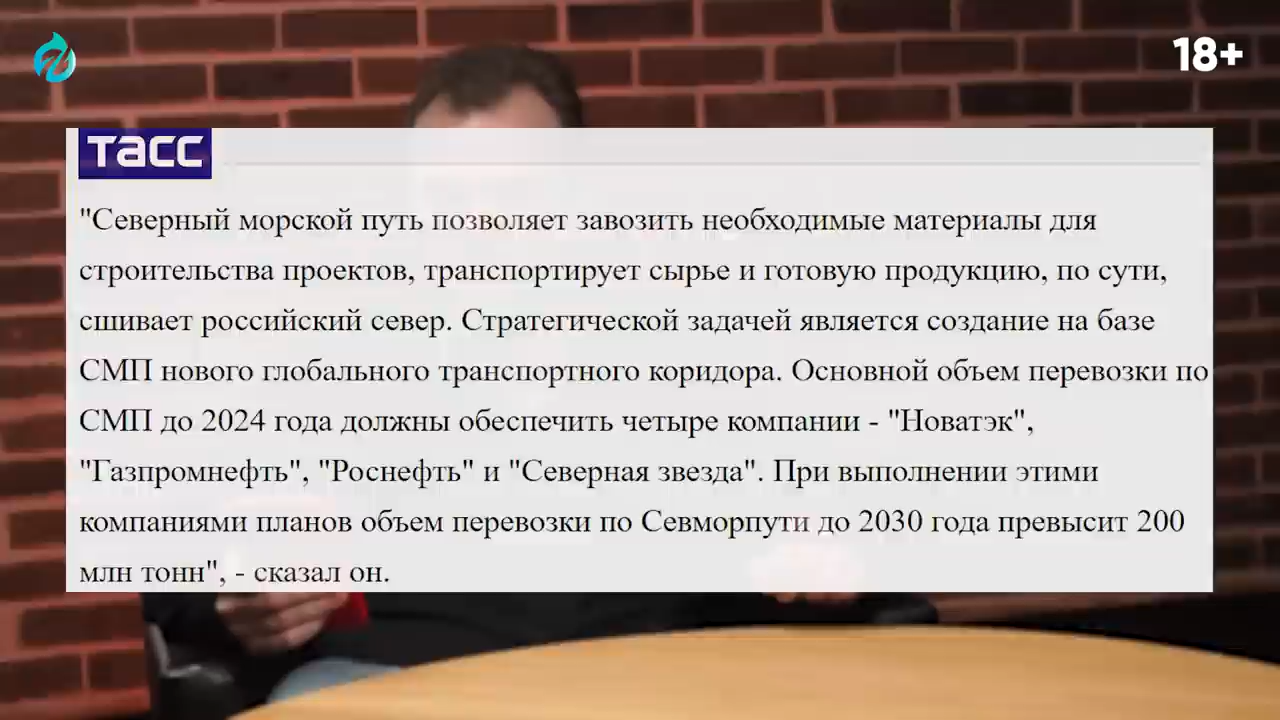 18+
ТАСС
"Северный морской путь позволяет завозить необходимые материалы для
строительства проектов, транспортирует сырье и готовую продукцию, по сути,
сшивает российский север. Стратегической задачей является создание на базе
СМП нового глобального транспортного коридора. Основной объем перевозки по
СМП до 2024 года должны обеспечить четыре компании - "Новатэк",
"Газпромнефть", "Роснефть" и "Северная звезда". При выполнении этими
компаниями планов объем перевозки по Севморпути до 2030 года превысит 200
млн тонн", - сказал он.